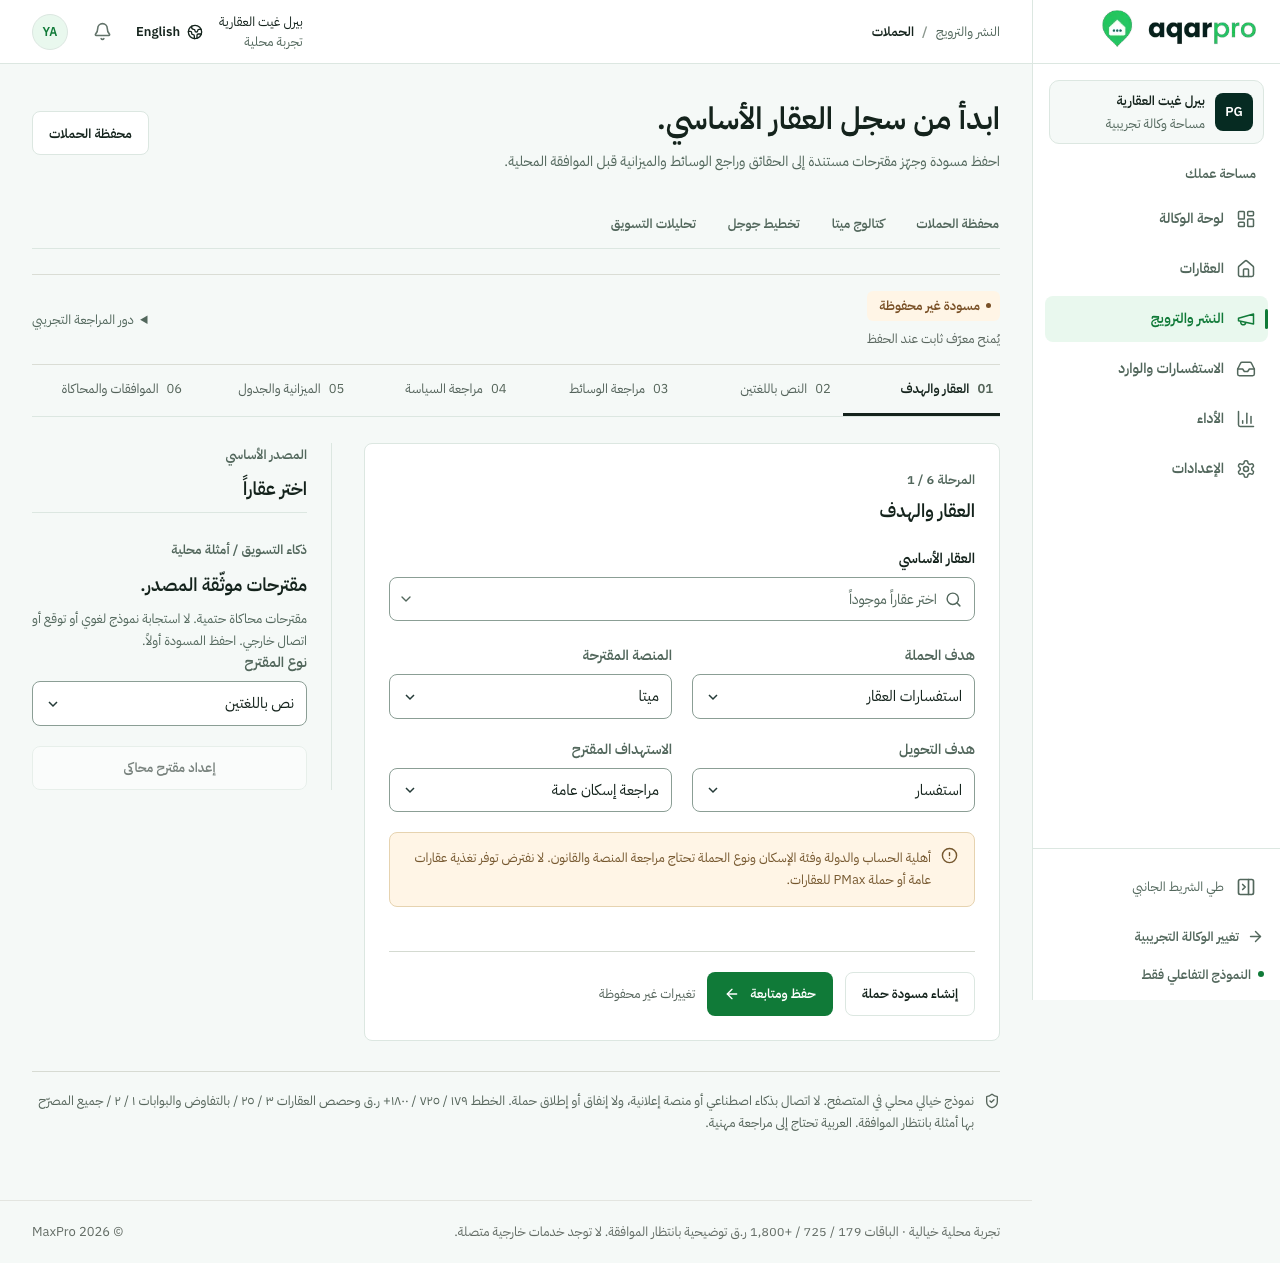 aqarpro
النشر والترويج / الحملات
بيرل غيت العقارية
تجربة محلية
English
YA
PG
بيرل غيت العقارية
مساحة وكالة تجريبية
مساحة عملك
لوحة الوكالة
العقارات
النشر والترويج
الاستفسارات والوارد
الأداء
الإعدادات
طي الشريط الجانبي
تغيير الوكالة التجريبية
النموذج التفاعلي فقط
ابدأ من سجل العقار الأساسي.
احفظ مسودة وجهّز مقترحات مستندة إلى الحقائق وراجع الوسائط والميزانية قبل الموافقة المحلية.
محفظة الحملات
محفظة الحملات
كتالوج ميتا
تخطيط جوجل
تحليلات التسويق
مسودة غير محفوظة
يُمنح معرّف ثابت عند الحفظ
دور المراجعة التجريبي
01 العقار والهدف
02 النص باللغتين
03 مراجعة الوسائط
04 مراجعة السياسة
05 الميزانية والجدول
06 الموافقات والمحاكاة
المرحلة 6 / 1
العقار والهدف
العقار الأساسي
اختر عقاراً موجوداً
هدف الحملة
المنصة المقترحة
استفسارات العقار
ميتا
هدف التحويل
الاستهداف المقترح
استفسار
مراجعة إسكان عامة
أهلية الحساب والدولة وفئة الإسكان ونوع الحملة تحتاج مراجعة المنصة والقانون. لا نفترض توفر تغذية عقارات
عامة أو حملة PMax للعقارات.
إنشاء مسودة حملة
حفظ ومتابعة
تغييرات غير محفوظة
المصدر الأساسي
اختر عقاراً
ذكاء التسويق / أمثلة محلية
مقترحات موثّقة المصدر.
مقترحات محاكاة حتمية. لا استجابة نموذج لغوي أو توقع أو
اتصال خارجي. احفظ المسودة أولاً.
نوع المقترح
نص باللغتين
إعداد مقترح محاكى
نموذج خيالي محلي في المتصفح. لا اتصال بذكاء اصطناعي أو منصة إعلانية، ولا إنفاق أو إطلاق حملة. الخطط ١٧٩ / ٧٢٥ / ١٨٠٠+ ر.ق وحصص العقارات ٣ / ٢٥ / بالتفاوض والبوابات ١ / ٢ / جميع المصرّح
بها أمثلة بانتظار الموافقة. العربية تحتاج إلى مراجعة مهنية.
تجربة محلية خيالية · الباقات 179 / 725 / +1,800 ر.ق توضيحية بانتظار الموافقة. لا توجد خدمات خارجية متصلة.
© 2026 MaxPro